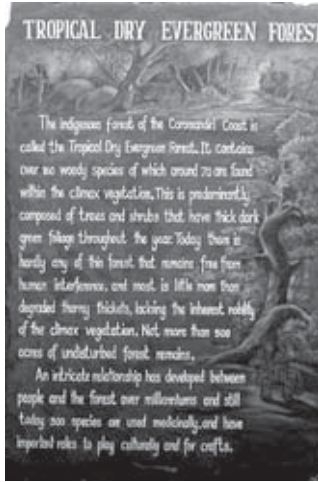 TROPICAL DRY EVERGREEN FOREST
The indigenous forest of the Coromandel Coast is
called the Tropical Dry Evergreen Forest. It contains
over 160 woody species of which around 70 are found
within the climax vegetation. This is predominantly
composed of trees and shrubs that have thick dark
green foliage throughout the year. Today there is
hardly any of this forest that remains free from
human interference, and most is little more than
degraded thorny thickets, lacking the inherent nobility
of the climax vegetation. Not more than 500
acres of undisturbed forest remains.
An intricate relationship has developed between
people and the forest over millenniums and still
today 300 species are used medicinally, and have
important roles to play culturally and for crafts.